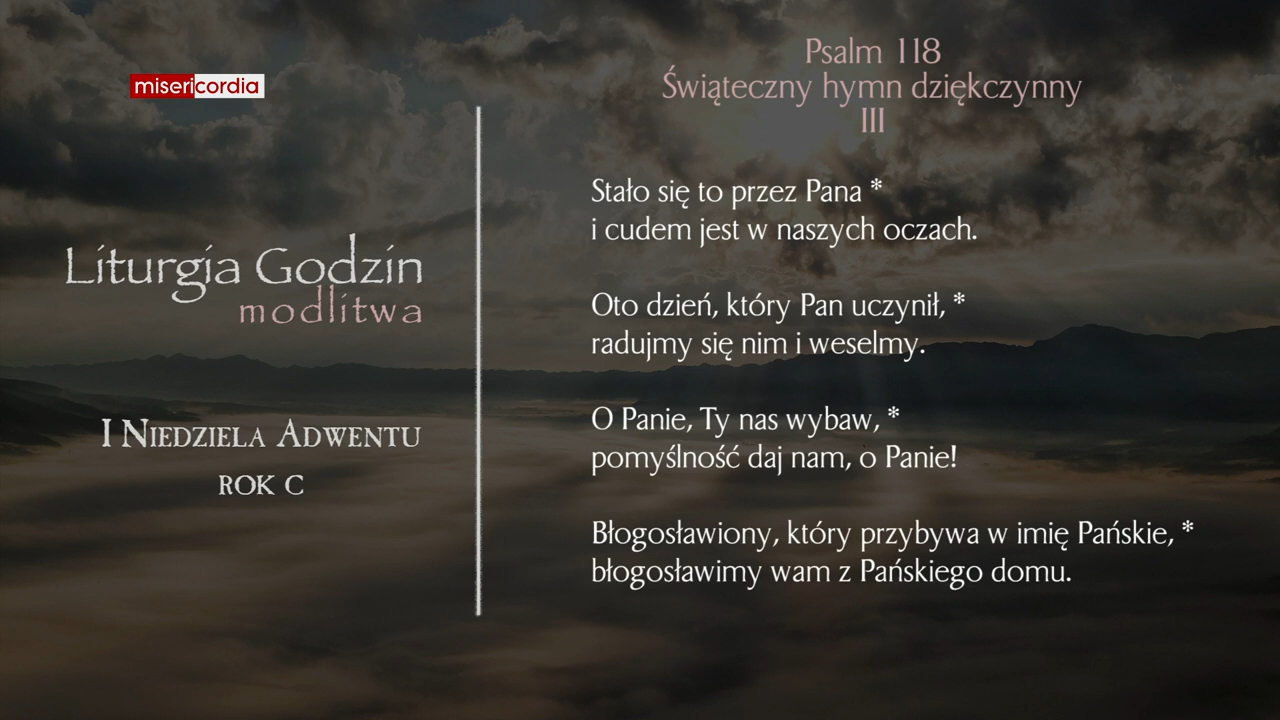 misericordia
Liturgia Godzin
modlitwa
I Niedziela Adwentu
rok C
Psalm 118
Świąteczny hymn dziękczynny
III
Stało się to przez Pana *
i cudem jest w naszych oczach.
Oto dzień, który Pan uczynił, *
radujmy się nim i weselmy.
O Panie, Ty nas wybaw, *
pomyślność daj nam, o Panie!
Błogosławiony, który przybywa w imię Pańskie, *
błogosławimy wam z Pańskiego domu.